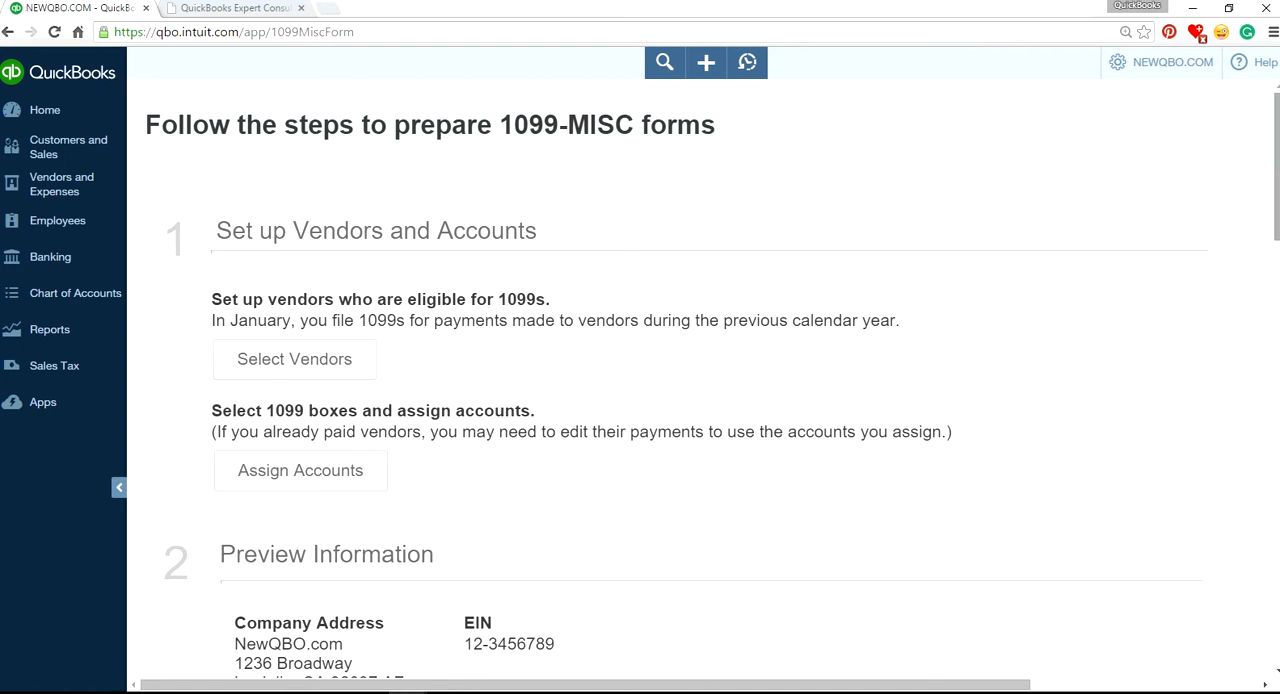 NEWQBO.COM - QuickB
QuickBooks Expert Consul
QuickBooks
https://qbo.intuit.com/app/1099MiscForm
qb QuickBooks
NEWQBO.COM
Help
Home
Customers and
Sales
Vendors and
Expenses
Employees
Banking
Chart of Accounts
Reports
Sales Tax
Apps
Follow the steps to prepare 1099-MISC forms
1 Set up Vendors and Accounts
Set up vendors who are eligible for 1099s.
In January, you file 1099s for payments made to vendors during the previous calendar year.
Select Vendors
Select 1099 boxes and assign accounts.
(If you already paid vendors, you may need to edit their payments to use the accounts you assign.)
Assign Accounts
2 Preview Information
Company Address
NewQBO.com
1236 Broadway
EIN
12-3456789